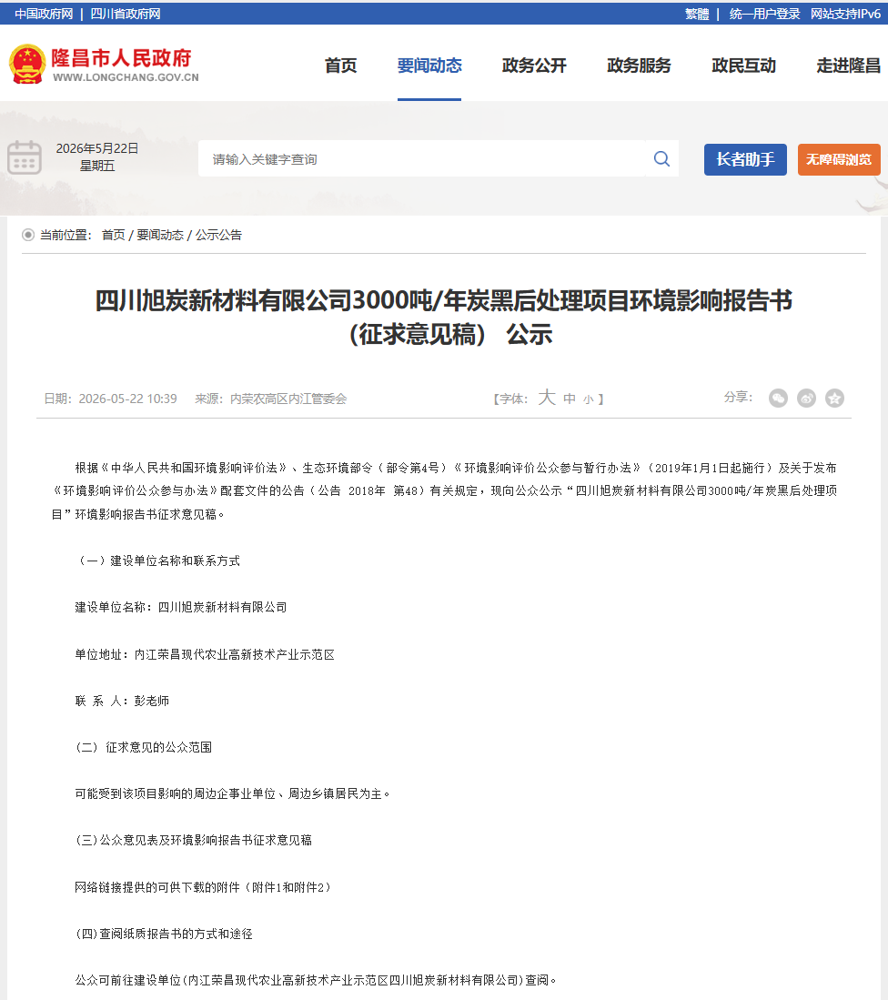 中国政府网 | 四川省政府网 繁體 | 统一用户登录 网站支持IPv6
隆昌市人民政府
WWW.LONGCHANG.GOV.CN
首页 要闻动态 政务公开 政务服务 政民互动 走进隆昌
2026年5月22日
星期五
请输入关键字查询
长者助手 无障碍浏览
当前位置： 首页 / 要闻动态 / 公示公告
四川旭炭新材料有限公司3000吨/年炭黑后处理项目环境影响报告书
（征求意见稿） 公示
日期：2026-05-22 10:39 来源：内荣农高区内江管委会 【字体： 大 中 小 】 分享：
根据《中华人民共和国环境影响评价法》、生态环境部令（部令第4号）《环境影响评价公众参与暂行办法》（2019年1月1日起施行）及关于发布
《环境影响评价公众参与办法》配套文件的公告（公告 2018年 第48）有关规定，现向公众公示“四川旭炭新材料有限公司3000吨/年炭黑后处理项
目”环境影响报告书征求意见稿。
（一）建设单位名称和联系方式
建设单位名称：四川旭炭新材料有限公司
单位地址：内江荣昌现代农业高新技术产业示范区
联 系 人：彭老师
(二) 征求意见的公众范围
可能受到该项目影响的周边企事业单位、周边乡镇居民为主。
(三)公众意见表及环境影响报告书征求意见稿
网络链接提供的可供下载的附件（附件1和附件2）
(四)查阅纸质报告书的方式和途径
公众可前往建设单位(内江荣昌现代农业高新技术产业示范区四川旭炭新材料有限公司)查阅。